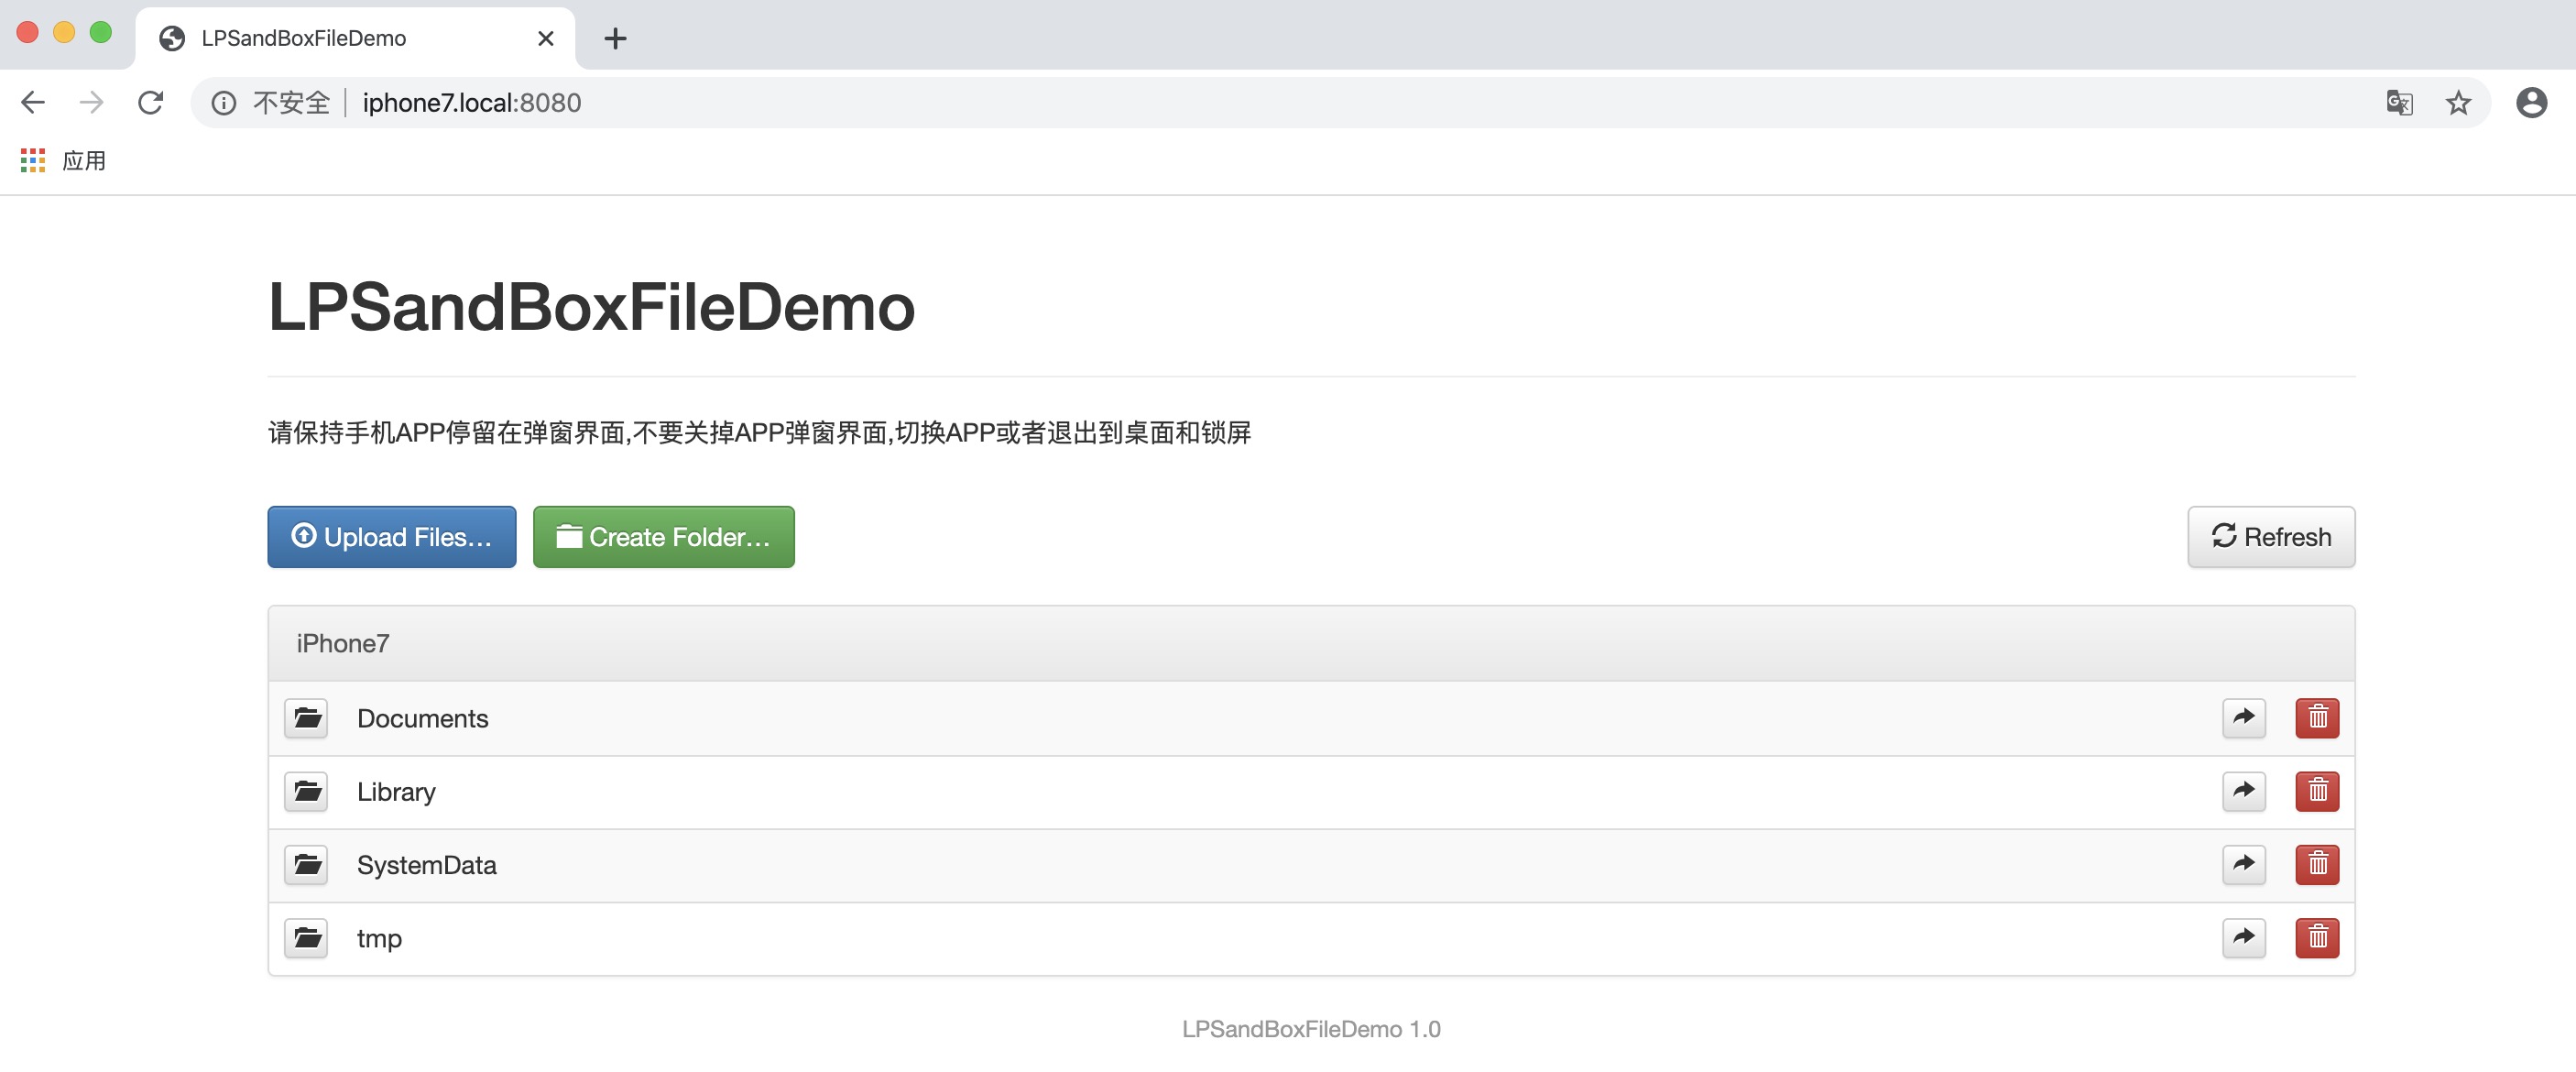 LPSandBoxFileDemo
不安全 iphone7.local:8080
应用
LPSandBoxFileDemo
请保持手机APP停留在弹窗界面,不要关掉APP弹窗界面,切换APP或者退出到桌面和锁屏
Upload Files... Create Folder... Refresh
iPhone7
Documents
Library
SystemData
tmp
LPSandBoxFileDemo 1.0